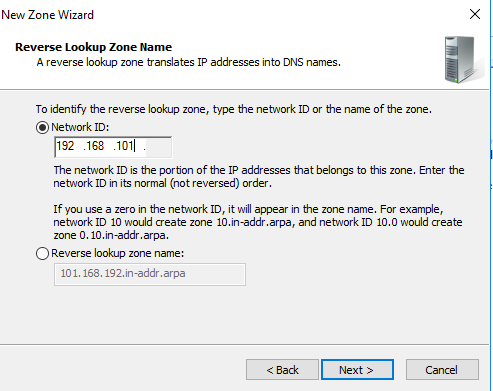 New Zone Wizard
Reverse Lookup Zone Name
A reverse lookup zone translates IP addresses into DNS names.
To identify the reverse lookup zone, type the network ID or the name of the zone.
Network ID:
192 .168 .101 .
The network ID is the portion of the IP addresses that belongs to this zone. Enter the
network ID in its normal (not reversed) order.
If you use a zero in the network ID, it will appear in the zone name. For example,
network ID 10 would create zone 10.in-addr.arpa, and network ID 10.0 would create
zone 0.10.in-addr.arpa.
Reverse lookup zone name:
101.168.192.in-addr.arpa
< Back
Next >
Cancel